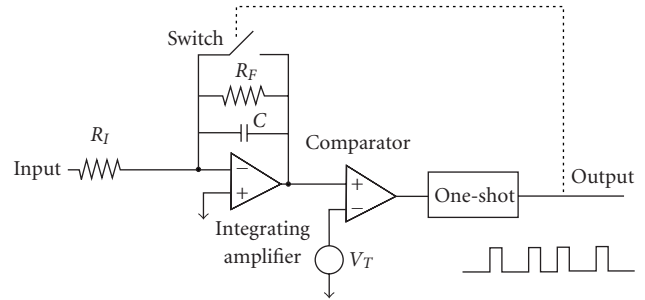 Switch
R_F
R_I
C
Comparator
Input
−
+
+
−
One-shot
Output
Integrating
amplifier
V_T